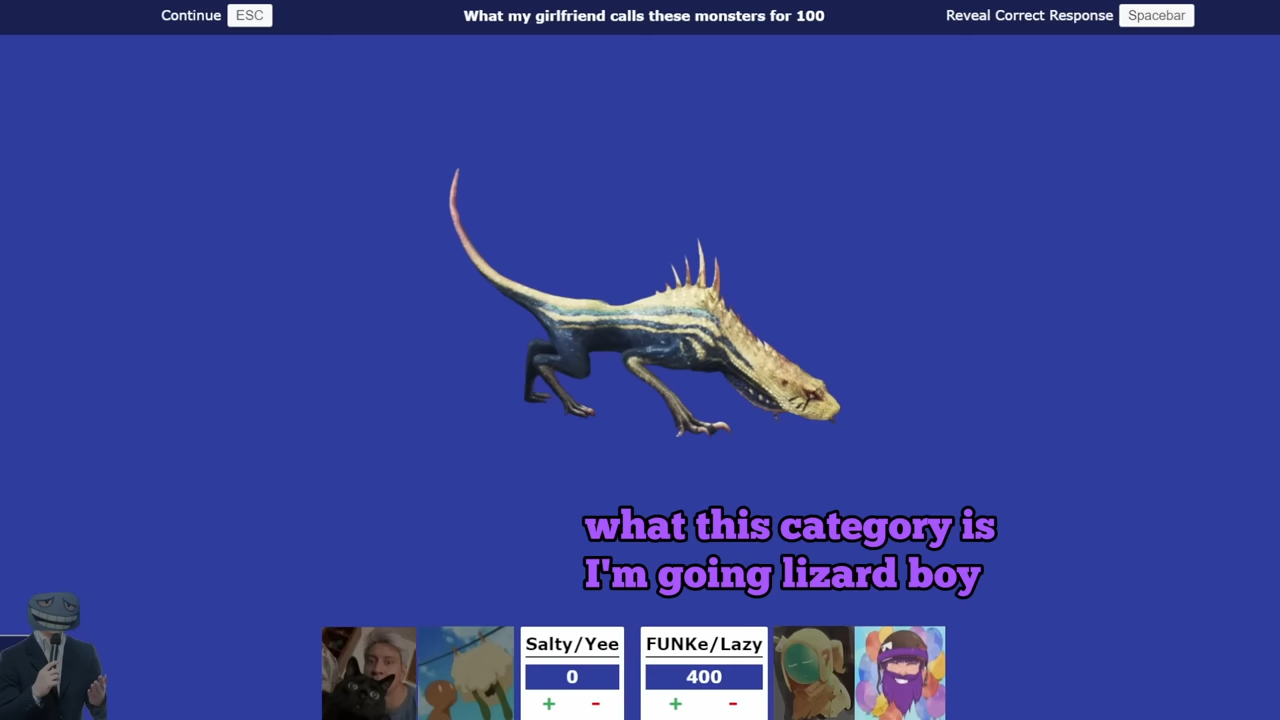 Continue ESC
What my girlfriend calls these monsters for 100
Reveal Correct Response Spacebar
what this category is
I'm going lizard boy
Salty/Yee
0
+ -
FUNKe/Lazy
400
+ -